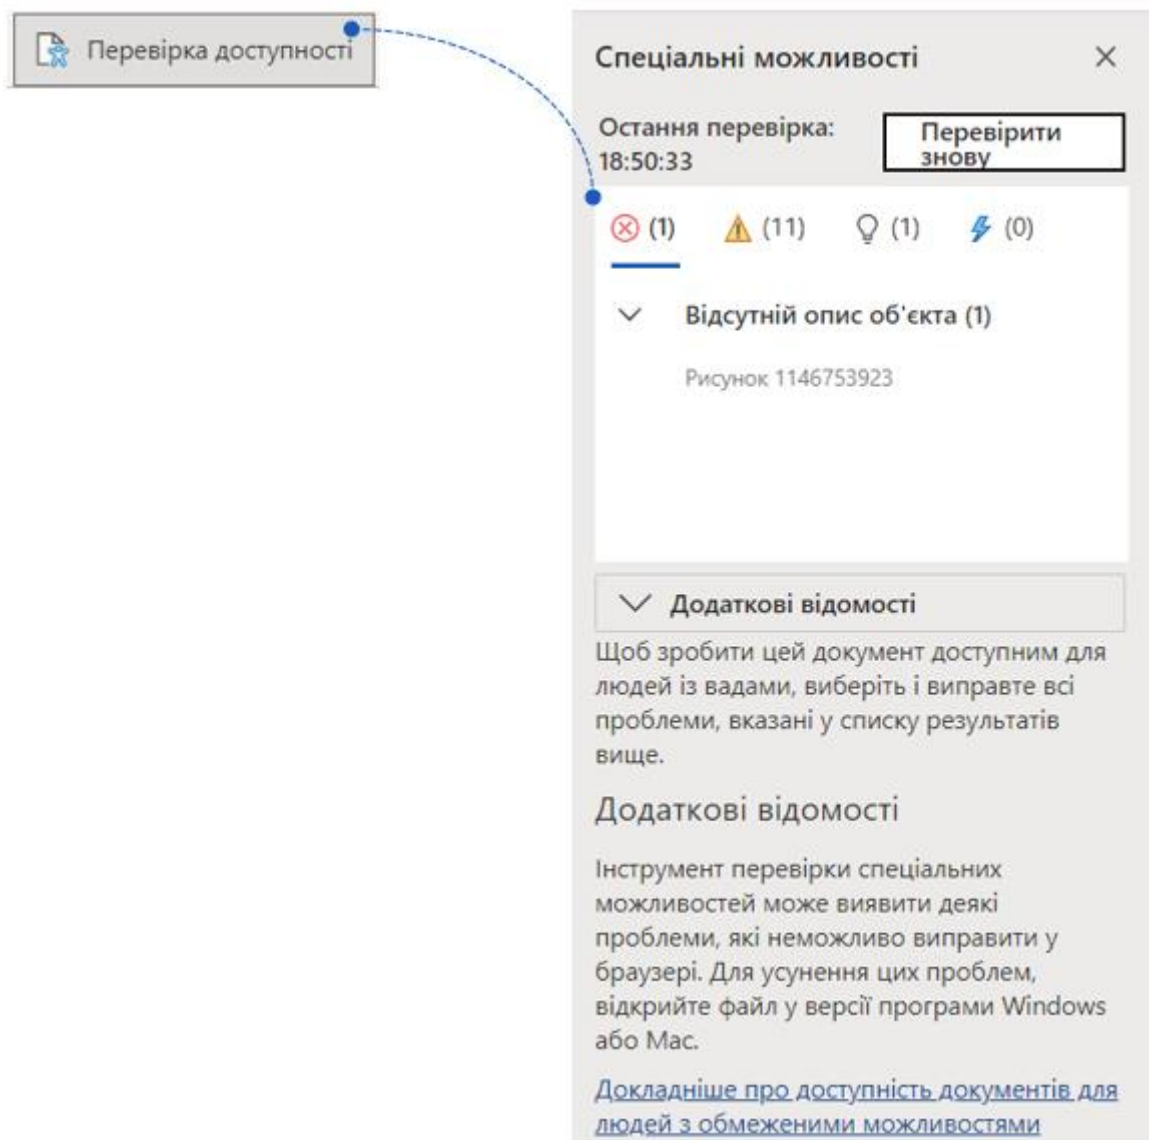 Перевірка доступності
Спеціальні можливості
Остання перевірка:
18:50:33
Перевірити
знову
(1) (11) (1) (0)
Відсутній опис об'єкта (1)
Рисунок 1146753923
Додаткові відомості
Щоб зробити цей документ доступним для
людей із вадами, виберіть і виправте всі
проблеми, вказані у списку результатів
вище.
Додаткові відомості
Інструмент перевірки спеціальних
можливостей може виявити деякі
проблеми, які неможливо виправити у
браузері. Для усунення цих проблем,
відкрийте файл у версії програми Windows
або Mac.
Докладніше про доступність документів для
людей з обмеженими можливостями